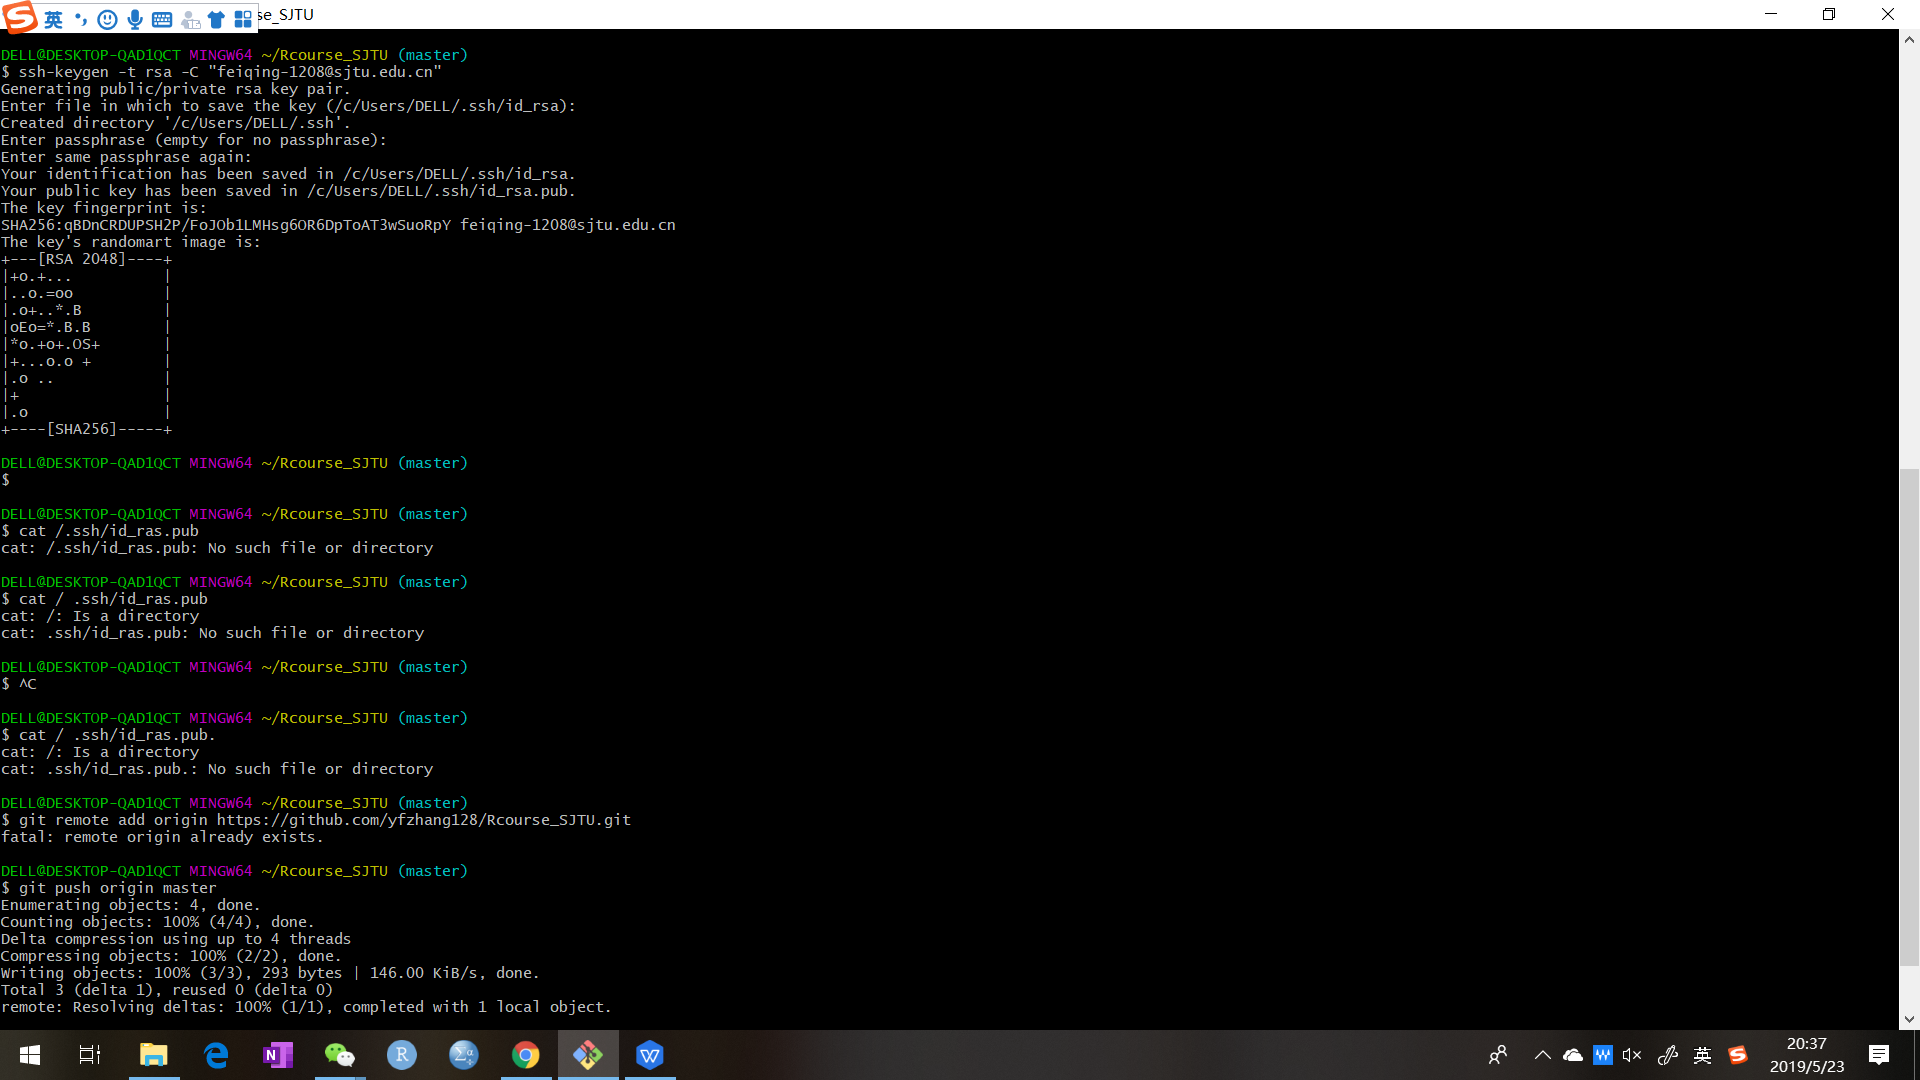 英
se_SJTU
DELL@DESKTOP-QAD1QCT MINGW64 ~/Rcourse_SJTU (master)
$ ssh-keygen -t rsa -C "feiqing-1208@sjtu.edu.cn"
Generating public/private rsa key pair.
Enter file in which to save the key (/c/Users/DELL/.ssh/id_rsa):
Created directory '/c/Users/DELL/.ssh'.
Enter passphrase (empty for no passphrase):
Enter same passphrase again:
Your identification has been saved in /c/Users/DELL/.ssh/id_rsa.
Your public key has been saved in /c/Users/DELL/.ssh/id_rsa.pub.
The key fingerprint is:
SHA256:qBDnCRDUPSH2P/FoJOb1LMHsg6OR6DpToAT3wSuoRpY feiqing-1208@sjtu.edu.cn
The key's randomart image is:
+---[RSA 2048]----+
|+o.+...          |
|..o.=oo          |
|.o+..*.B         |
|oEo=*.B.B        |
|*o.+o+.OS+       |
|+...o.o +        |
|.o ..            |
|+                |
|.o               |
+----[SHA256]-----+
DELL@DESKTOP-QAD1QCT MINGW64 ~/Rcourse_SJTU (master)
$
DELL@DESKTOP-QAD1QCT MINGW64 ~/Rcourse_SJTU (master)
$ cat /.ssh/id_ras.pub
cat: /.ssh/id_ras.pub: No such file or directory
DELL@DESKTOP-QAD1QCT MINGW64 ~/Rcourse_SJTU (master)
$ cat / .ssh/id_ras.pub
cat: /: Is a directory
cat: .ssh/id_ras.pub: No such file or directory
DELL@DESKTOP-QAD1QCT MINGW64 ~/Rcourse_SJTU (master)
$ ^C
DELL@DESKTOP-QAD1QCT MINGW64 ~/Rcourse_SJTU (master)
$ cat / .ssh/id_ras.pub.
cat: /: Is a directory
cat: .ssh/id_ras.pub.: No such file or directory
DELL@DESKTOP-QAD1QCT MINGW64 ~/Rcourse_SJTU (master)
$ git remote add origin https://github.com/yfzhang128/Rcourse_SJTU.git
fatal: remote origin already exists.
DELL@DESKTOP-QAD1QCT MINGW64 ~/Rcourse_SJTU (master)
$ git push origin master
Enumerating objects: 4, done.
Counting objects: 100% (4/4), done.
Delta compression using up to 4 threads
Compressing objects: 100% (2/2), done.
Writing objects: 100% (3/3), 293 bytes | 146.00 KiB/s, done.
Total 3 (delta 1), reused 0 (delta 0)
remote: Resolving deltas: 100% (1/1), completed with 1 local object.
英
20:37
2019/5/23